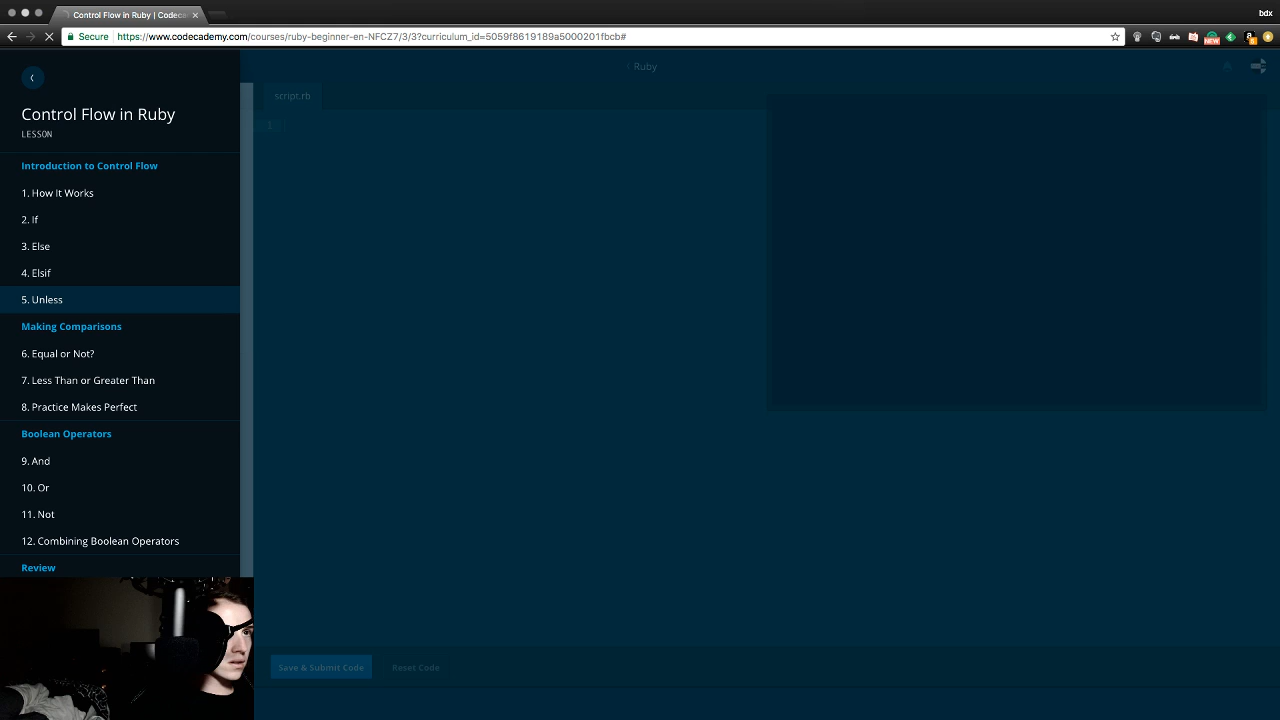 Control Flow in Ruby | Codeca
bdx
Secure
https://www.codecademy.com/courses/ruby-beginner-en-NFCZ7/3/3?curriculum_id=5059f8619189a5000201fbcb#
NEW
Ruby
script.rb
1
Control Flow in Ruby
LESSON
Introduction to Control Flow
1. How It Works
2. If
3. Else
4. Elsif
5. Unless
Making Comparisons
6. Equal or Not?
7. Less Than or Greater Than
8. Practice Makes Perfect
Boolean Operators
9. And
10. Or
11. Not
12. Combining Boolean Operators
Review
Save & Submit Code
Reset Code